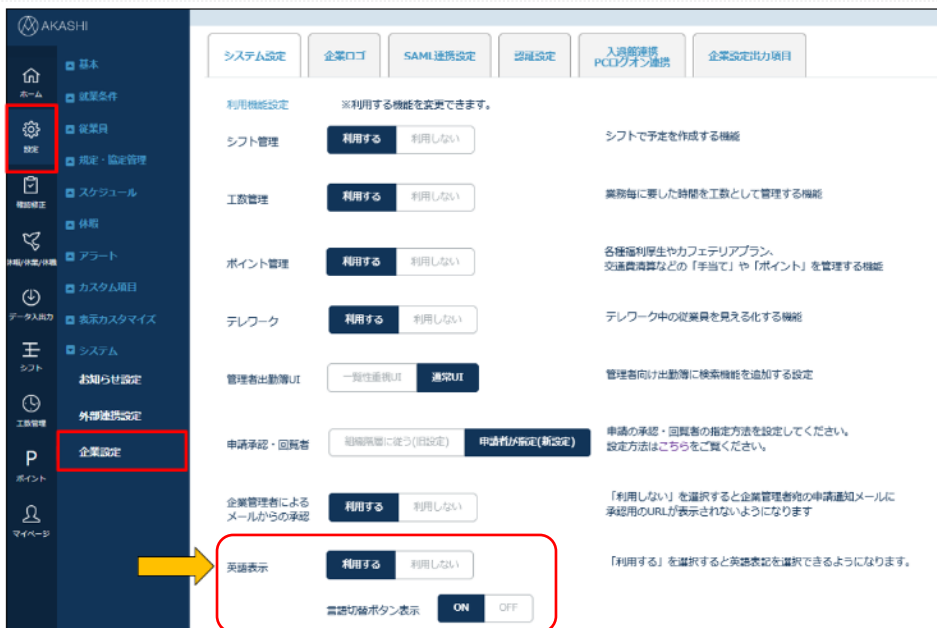 AKASHI
ホーム
設定
勤怠修正
休暇/休業/休職
データ入出力
シフト
工数管理
ポイント
マイページ
基本
就業条件
従業員
規定・協定管理
スケジュール
休暇
アラート
カスタム項目
表示カスタマイズ
システム
お知らせ設定
外部連携設定
企業設定
システム設定
企業ロゴ
SAML連携設定
認証設定
入退館連携
PCログオン連携
企業設定出力項目
利用機能設定 ※利用する機能を変更できます。
シフト管理 利用する 利用しない シフトで予定を作成する機能
工数管理 利用する 利用しない 業務毎に要した時間を工数として管理する機能
ポイント管理 利用する 利用しない 各種福利厚生やカフェテリアプラン、
交通費清算などの「手当て」や「ポイント」を管理する機能
テレワーク 利用する 利用しない テレワーク中の従業員を見える化する機能
管理者出勤簿UI 一覧性重視UI 通常UI 管理者向け出勤簿に検索機能を追加する設定
申請承認・回覧者 組織階層に従う(旧設定) 申請者が指定(新設定) 申請の承認・回覧者の指定方法を設定してください。
設定方法はこちらをご覧ください。
企業管理者による
メールからの承認 利用する 利用しない 「利用しない」を選択すると企業管理者宛の申請通知メールに
承認用のURLが表示されないようになります
英語表示 利用する 利用しない 「利用する」を選択すると英語表記を選択できるようになります。
言語切替ボタン表示 ON OFF